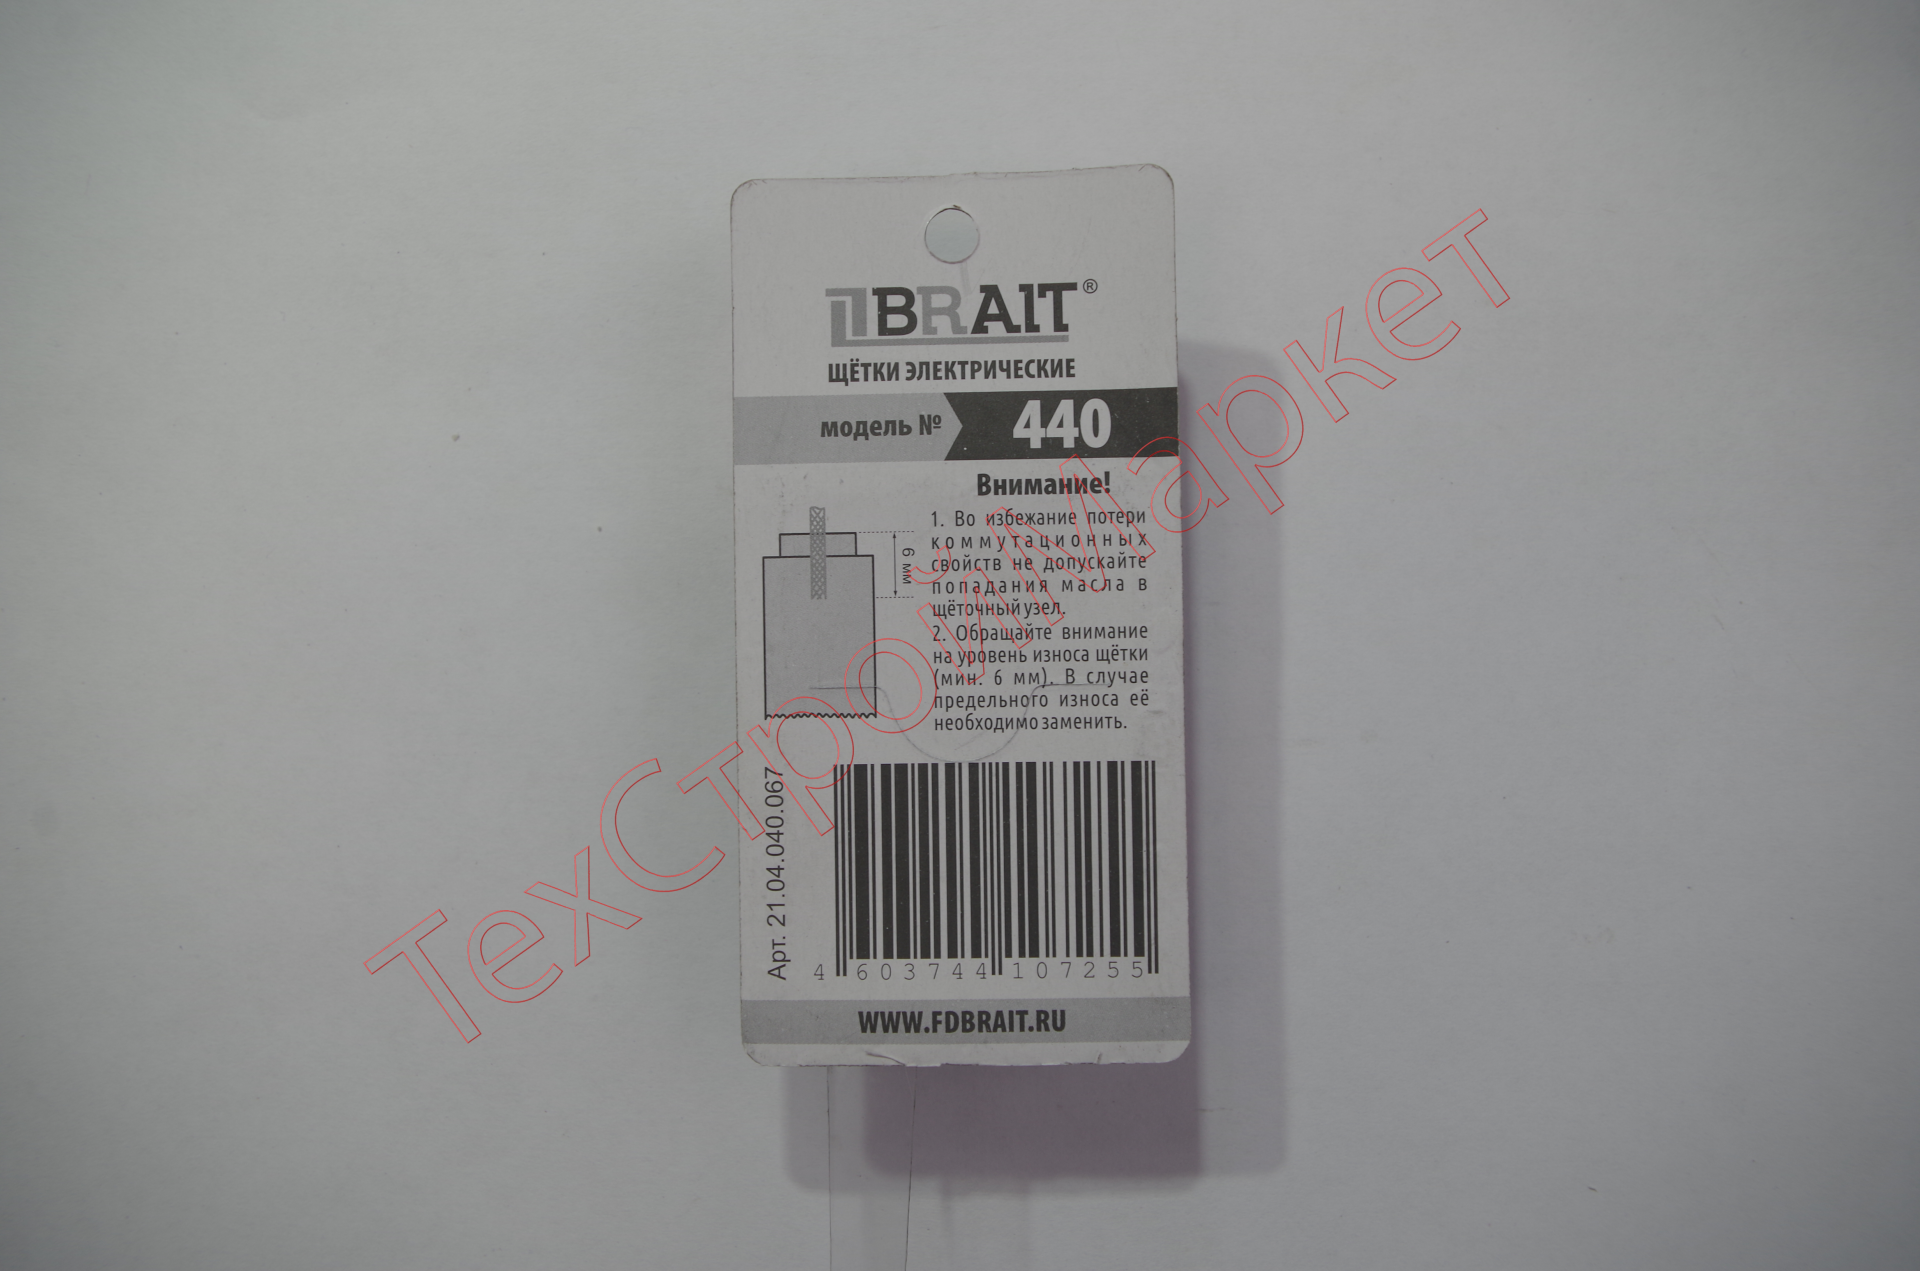 BRAIT®
ЩЁТКИ ЭЛЕКТРИЧЕСКИЕ
модель № 440
Внимание!
1. Во избежание потери
коммутационных
свойств не допускайте
попадания масла в
щёточный узел.
2. Обращайте внимание
на уровень износа щётки
(мин. 6 мм). В случае
предельного износа её
необходимо заменить.
6 мм
Арт. 21.04.040.067
4 603744 107255
WWW.FDBRAIT.RU
ТехСтройМаркет